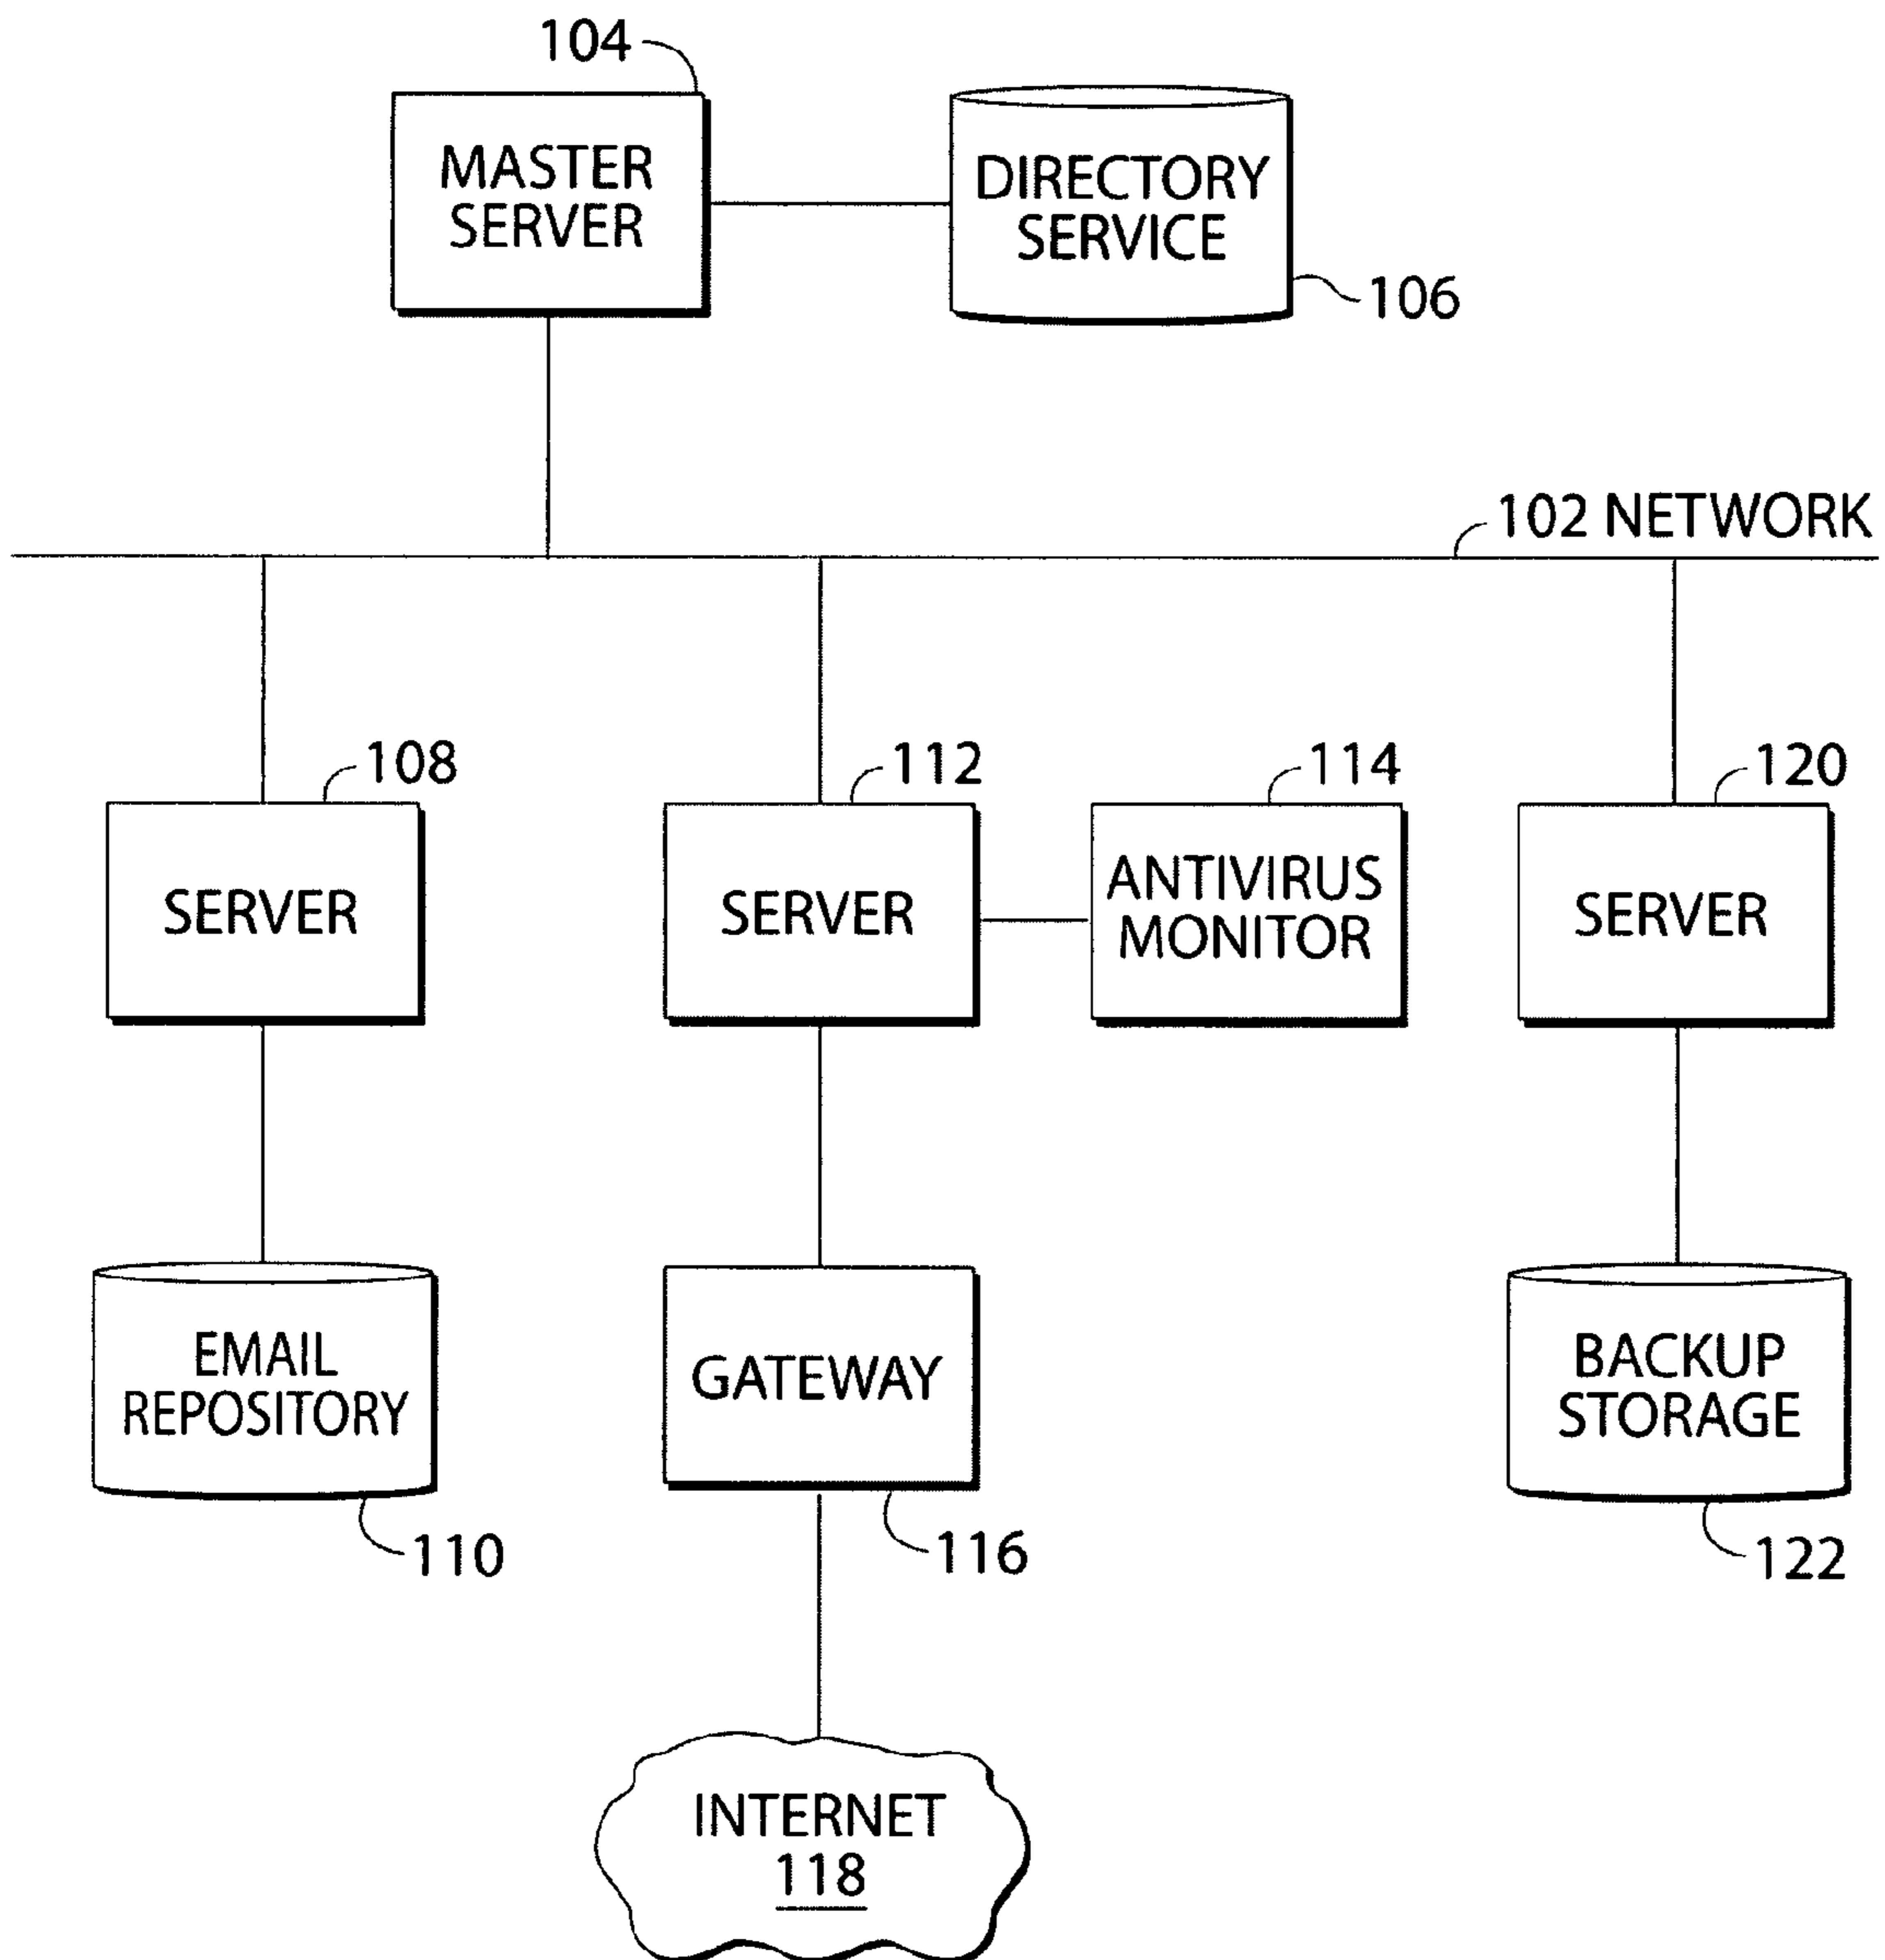 104
MASTER
SERVER
DIRECTORY
SERVICE
106
102 NETWORK
108
112
114
120
SERVER
SERVER
ANTIVIRUS
MONITOR
SERVER
EMAIL
REPOSITORY
GATEWAY
BACKUP
STORAGE
110
116
122
INTERNET
118